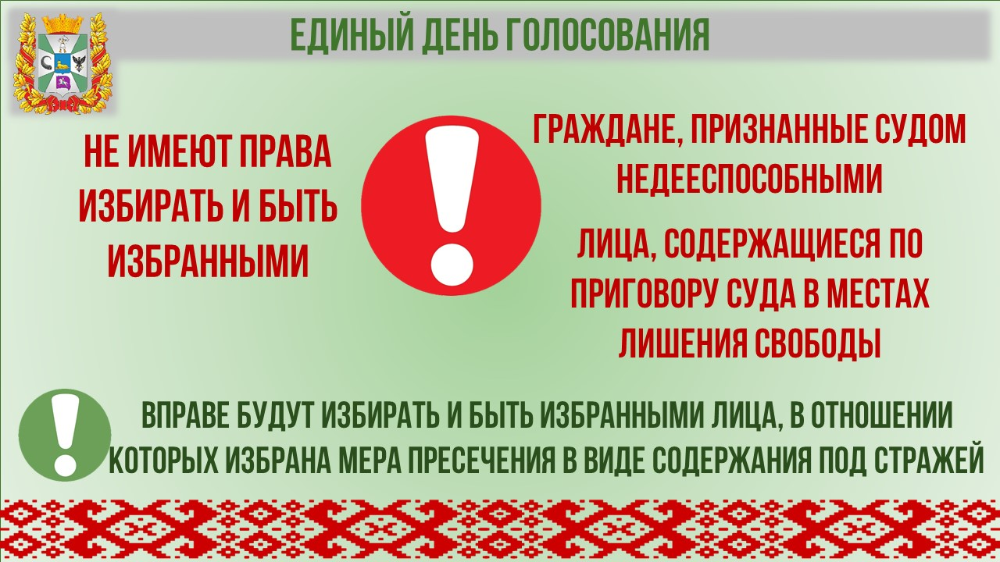 ЕДИНЫЙ ДЕНЬ ГОЛОСОВАНИЯ
НЕ ИМЕЮТ ПРАВА
ИЗБИРАТЬ И БЫТЬ
ИЗБРАННЫМИ
ГРАЖДАНЕ, ПРИЗНАННЫЕ СУДОМ
НЕДЕЕСПОСОБНЫМИ
ЛИЦА, СОДЕРЖАЩИЕСЯ ПО
ПРИГОВОРУ СУДА В МЕСТАХ
ЛИШЕНИЯ СВОБОДЫ
ВПРАВЕ БУДУТ ИЗБИРАТЬ И БЫТЬ ИЗБРАННЫМИ ЛИЦА, В ОТНОШЕНИИ
КОТОРЫХ ИЗБРАНА МЕРА ПРЕСЕЧЕНИЯ В ВИДЕ СОДЕРЖАНИЯ ПОД СТРАЖЕЙ